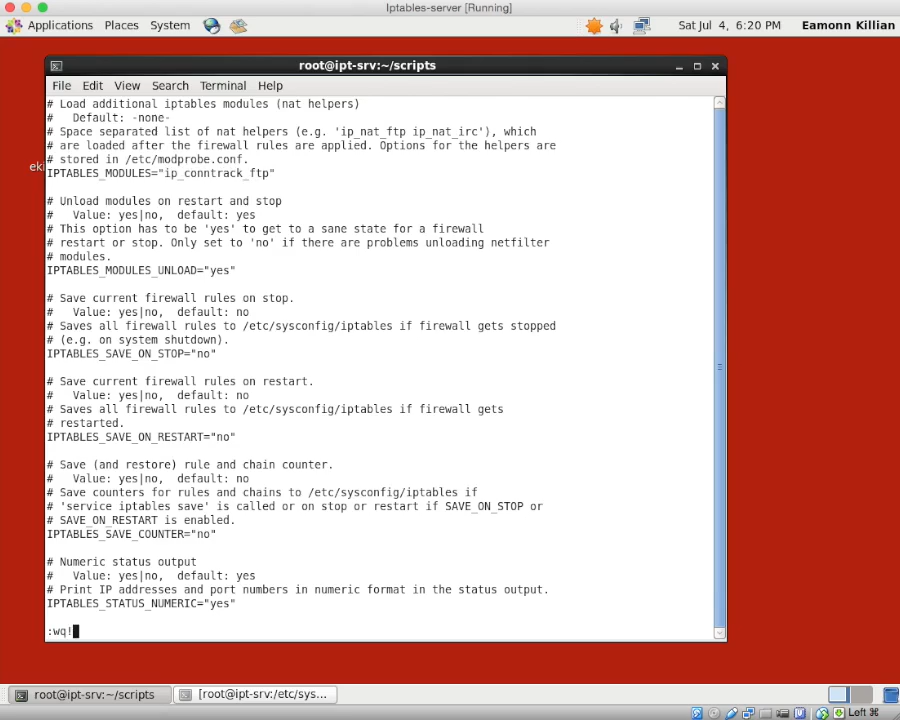 Iptables-server [Running]
Applications Places System Sat Jul 4, 6:20 PM Eamonn Killian
root@ipt-srv:~/scripts
File Edit View Search Terminal Help
# Load additional iptables modules (nat helpers)
#   Default: -none-
# Space separated list of nat helpers (e.g. 'ip_nat_ftp ip_nat_irc'), which
# are loaded after the firewall rules are applied. Options for the helpers are
# stored in /etc/modprobe.conf.
IPTABLES_MODULES="ip_conntrack_ftp"
# Unload modules on restart and stop
#   Value: yes|no,  default: yes
# This option has to be 'yes' to get to a sane state for a firewall
# restart or stop. Only set to 'no' if there are problems unloading netfilter
# modules.
IPTABLES_MODULES_UNLOAD="yes"
# Save current firewall rules on stop.
#   Value: yes|no,  default: no
# Saves all firewall rules to /etc/sysconfig/iptables if firewall gets stopped
# (e.g. on system shutdown).
IPTABLES_SAVE_ON_STOP="no"
# Save current firewall rules on restart.
#   Value: yes|no,  default: no
# Saves all firewall rules to /etc/sysconfig/iptables if firewall gets
# restarted.
IPTABLES_SAVE_ON_RESTART="no"
# Save (and restore) rule and chain counter.
#   Value: yes|no,  default: no
# Save counters for rules and chains to /etc/sysconfig/iptables if
# 'service iptables save' is called or on stop or restart if SAVE_ON_STOP or
# SAVE_ON_RESTART is enabled.
IPTABLES_SAVE_COUNTER="no"
# Numeric status output
#   Value: yes|no,  default: yes
# Print IP addresses and port numbers in numeric format in the status output.
IPTABLES_STATUS_NUMERIC="yes"
:wq!
eki
root@ipt-srv:~/scripts [root@ipt-srv:/etc/sys...
Left ⌘